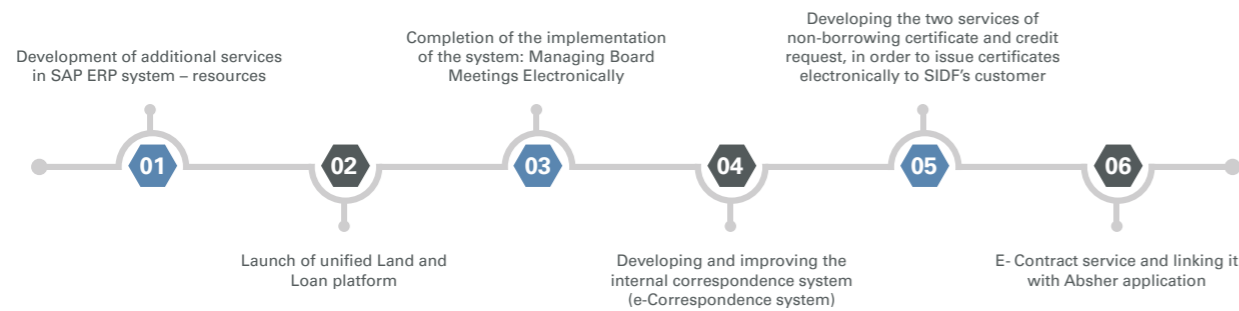 01
Development of additional services
in SAP ERP system – resources
02
Launch of unified Land and
Loan platform
03
Completion of the implementation
of the system: Managing Board
Meetings Electronically
04
Developing and improving the
internal correspondence system
(e-Correspondence system)
05
Developing the two services of
non-borrowing certificate and credit
request, in order to issue certificates
electronically to SIDF's customer
06
E- Contract service and linking it
with Absher application